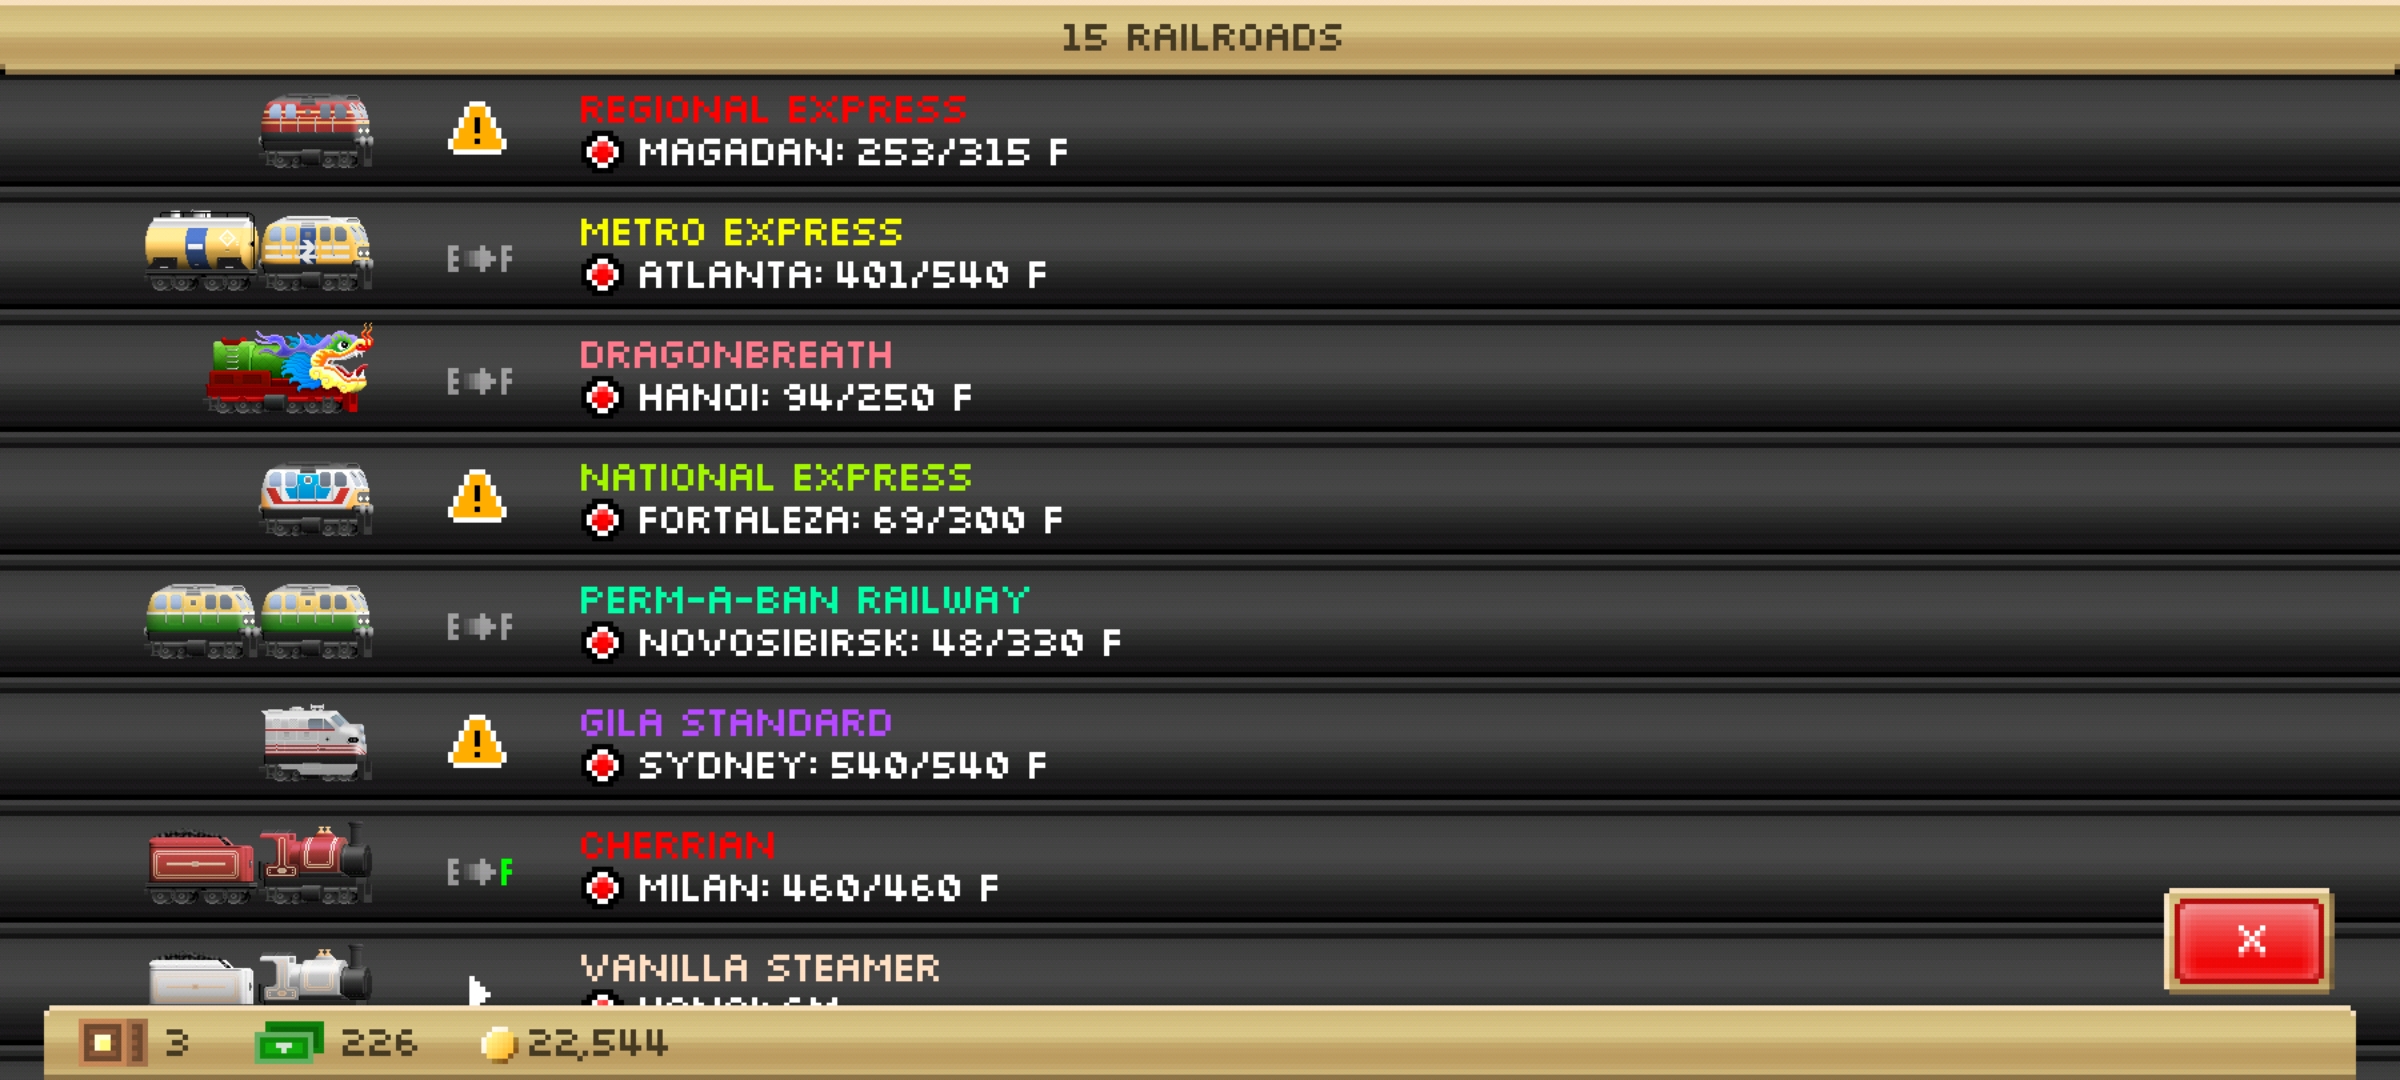 15 RAILROADS
REGIONAL EXPRESS
MAGADAN: 253/315 F
METRO EXPRESS
E F
ATLANTA: 401/540 F
DRAGONBREATH
E F
HANOI: 94/250 F
NATIONAL EXPRESS
FORTALEZA: 69/300 F
PERM-A-BAN RAILWAY
E F
NOVOSIBIRSK: 48/330 F
GILA STANDARD
SYDNEY: 540/540 F
CHERRIAN
E F
MILAN: 460/460 F
VANILLA STEAMER
X
3 226 22,544